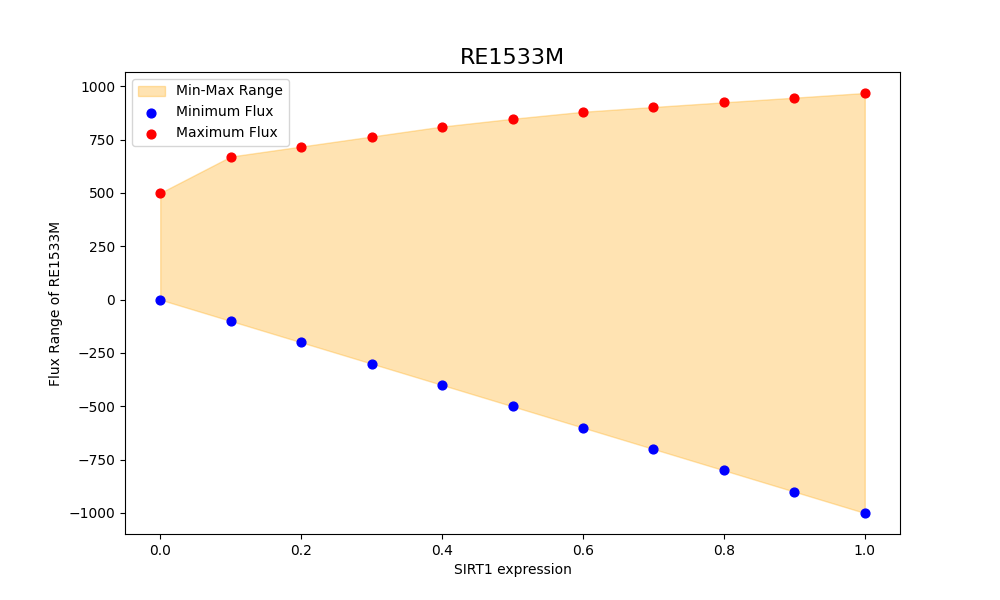 RE1533M
Min-Max Range
Minimum Flux
Maximum Flux
1000
750
500
250
0
−250
−500
−750
−1000
Flux Range of RE1533M
0.0 0.2 0.4 0.6 0.8 1.0
SIRT1 expression